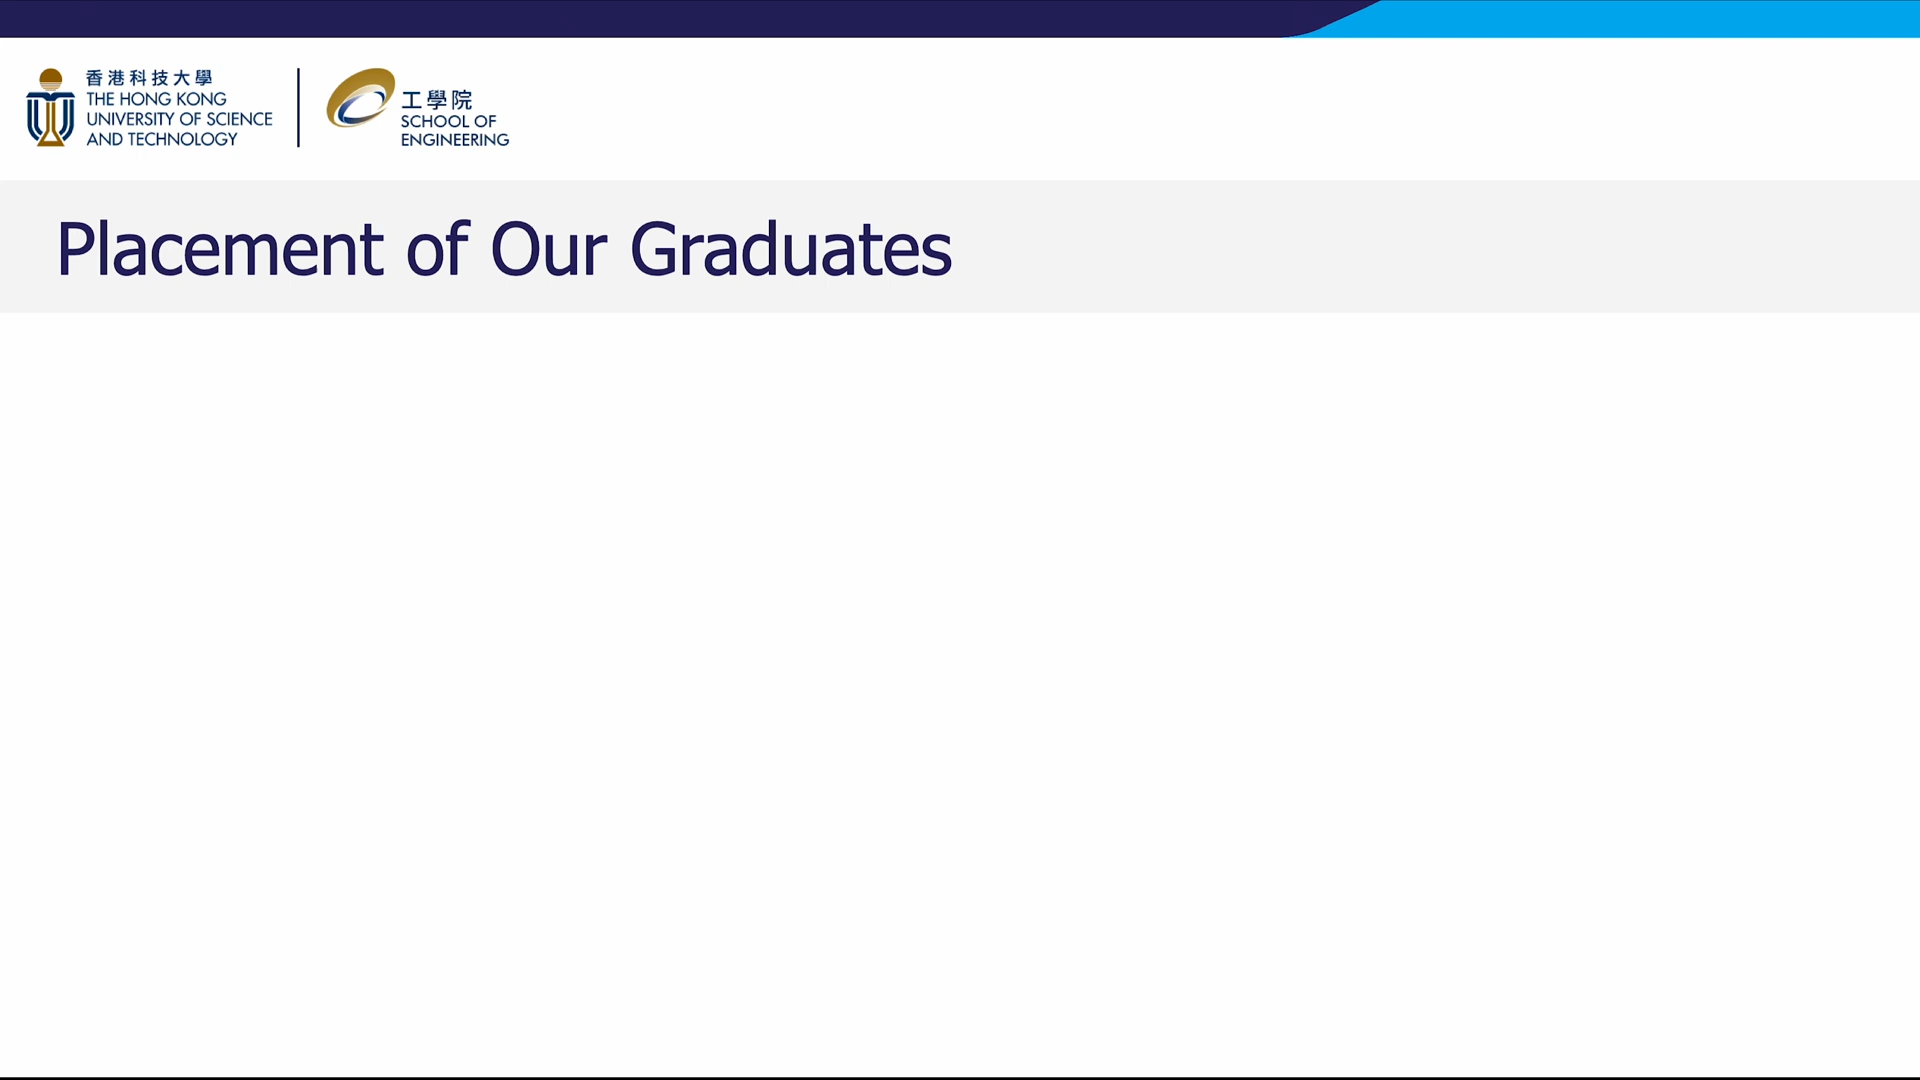 香港科技大學
THE HONG KONG
UNIVERSITY OF SCIENCE
AND TECHNOLOGY
工學院
SCHOOL OF
ENGINEERING
Placement of Our Graduates